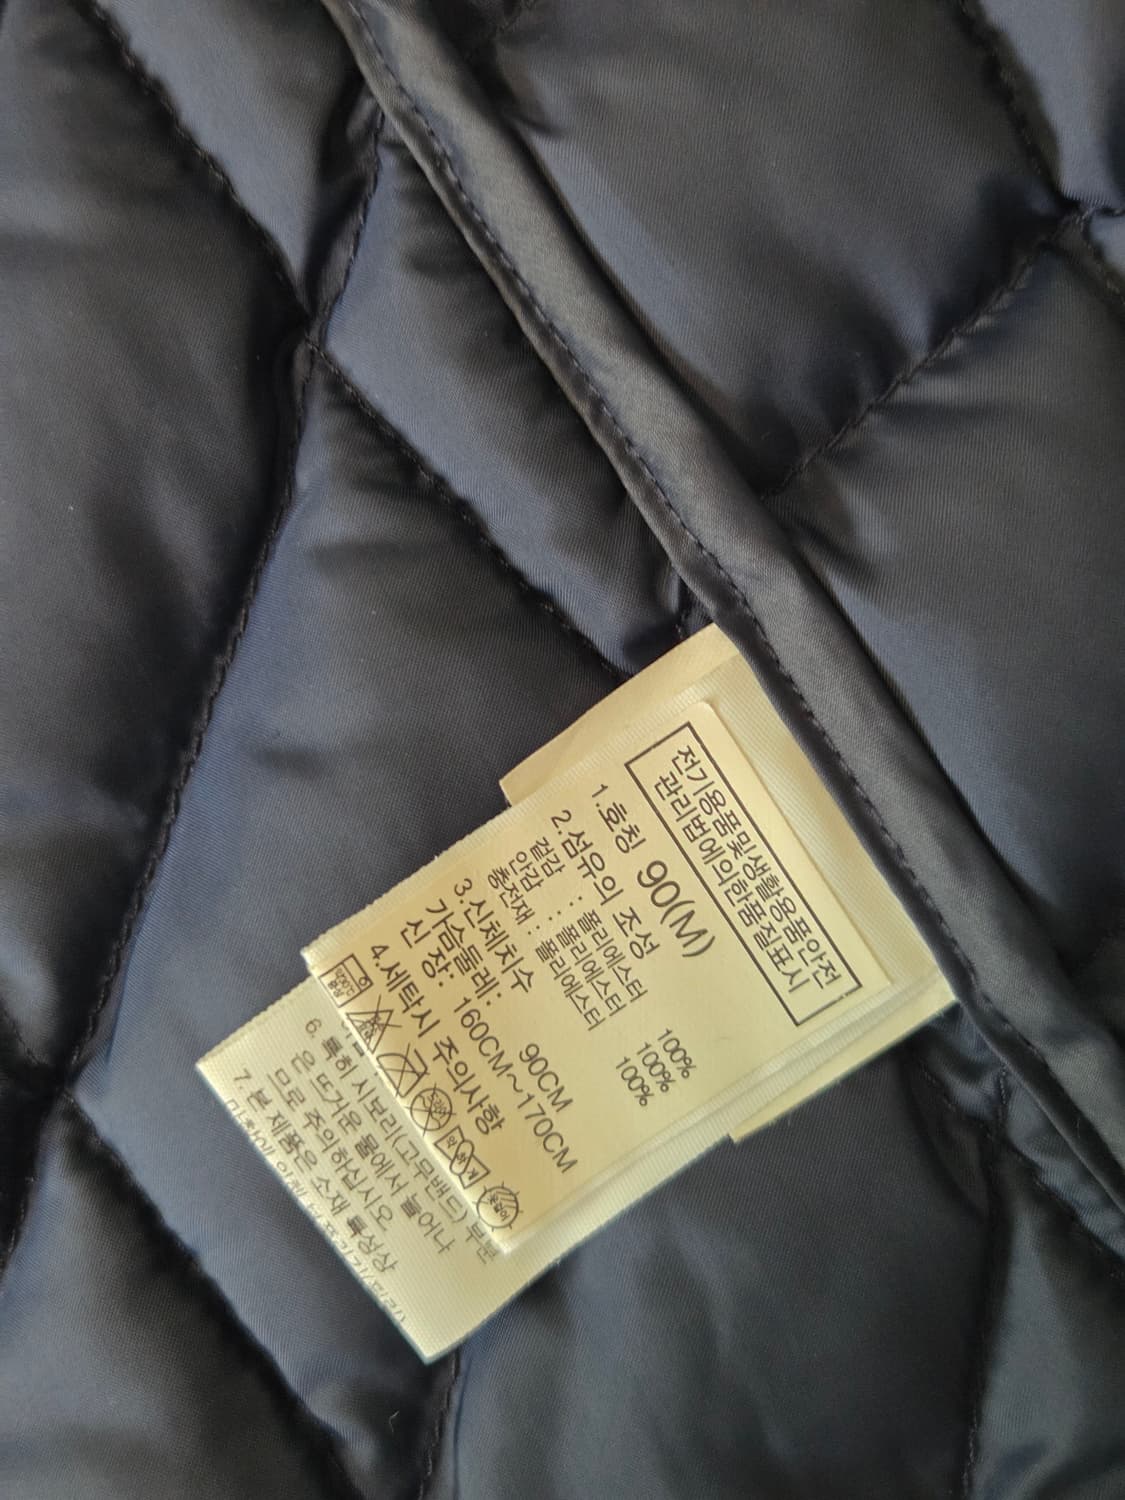 전기용품및생활용품안전
관리법에의한품질표시
1.호칭 90(M)
2.섬유의 조성
겉감 : 폴리에스터 100%
안감 : 폴리에스터 100%
충전재 : 폴리에스터 100%
3.신체치수
가슴둘레: 90CM
신 장: 160CM~170CM
4.세탁시 주의사항
6. 특히 시보리(고무밴드) 부분
은 뜨거운 물에서 늘어나
므로 주의하십시오
7.본 제품은 소재 특성상